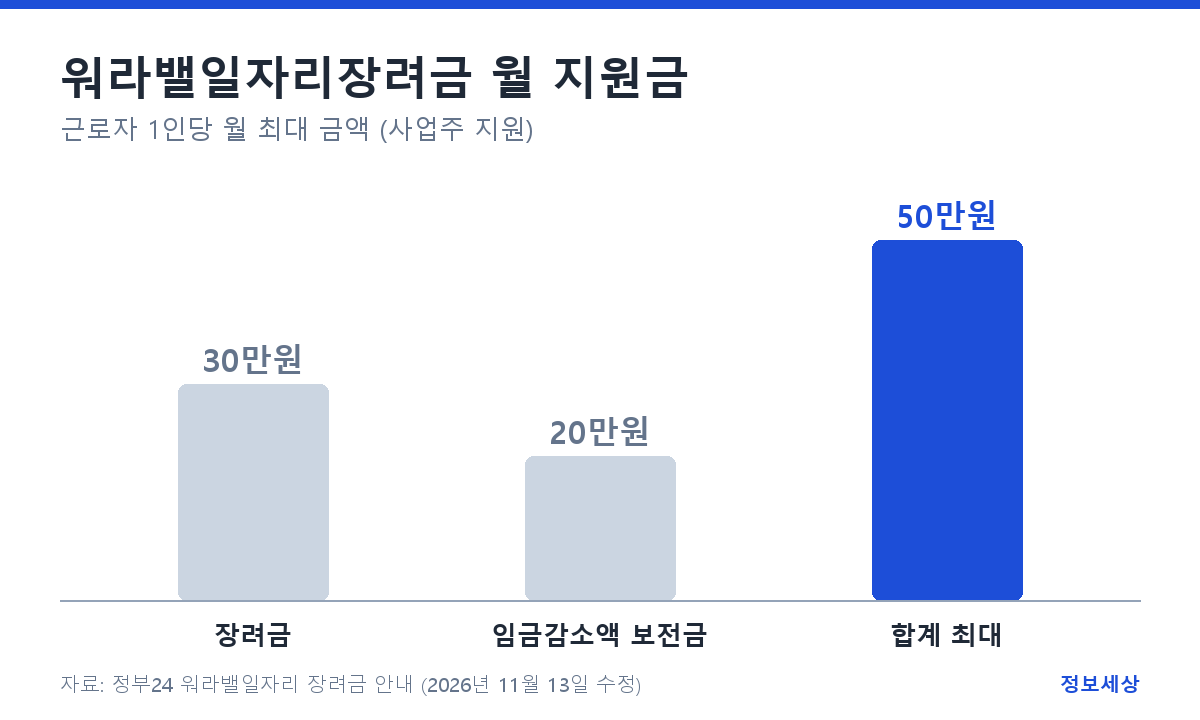 워라밸일자리장려금 월 지원금
근로자 1인당 월 최대 금액 (사업주 지원)
50만원
30만원
20만원
장려금
임금감소액 보전금
합계 최대
자료: 정부24 워라밸일자리 장려금 안내 (2026년 11월 13일 수정)
정보세상